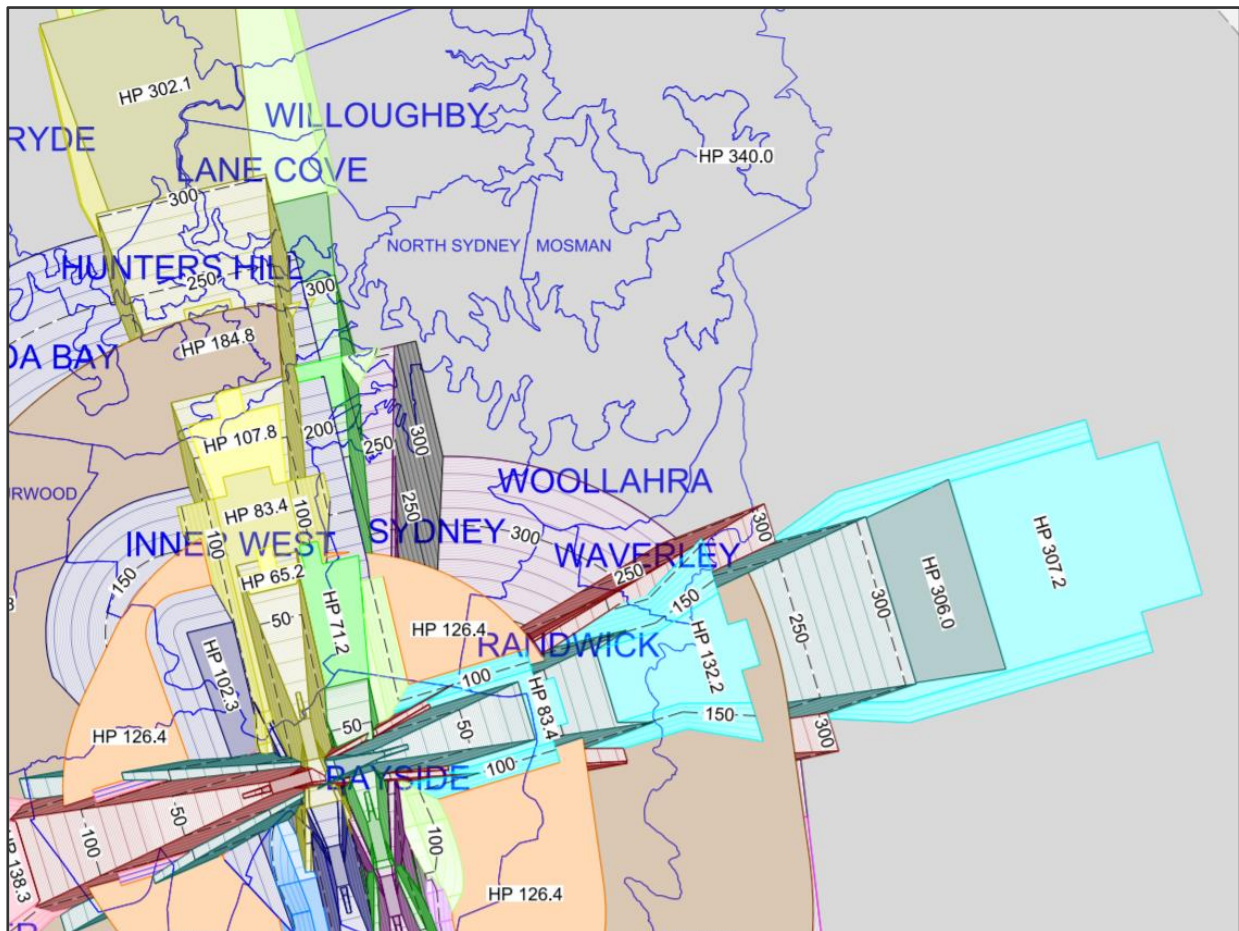 HP 302.1
WILLOUGHBY
RYDE
HP 340.0
LANE COVE
300
NORTH SYDNEY
MOSMAN
HUNTERS HILL
250
300
HP 184.8
DA BAY
200
HP 107.8
250
300
URWOOD
WOOLLAHRA
HP 83.4
100
250
SYDNEY
300
300
INNER WEST
100
WAVERLEY
HP 307.2
150
HP 65.2
250
HP 306.0
150
300
50
HP 71.2
HP 126.4
RANDWICK
250
HP 102.3
100
HP 132.2
HP 83.4
150
50
50
HP 126.4
300
100
BAYSIDE
50
100
100
HP 138.3
HP 126.4